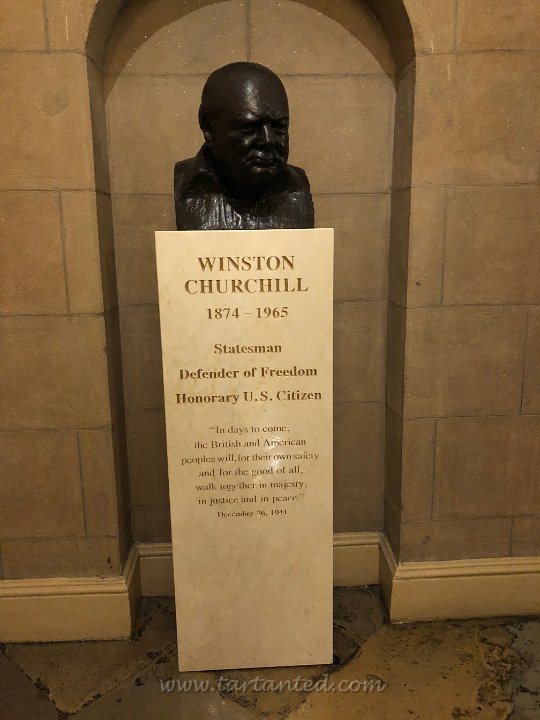 WINSTON
CHURCHILL
1874 – 1965
Statesman
Defender of Freedom
Honorary U.S. Citizen
“In days to come,
the British and American
peoples will, for their own safety
and for the good of all,
walk together in majesty,
in justice and in peace.”
December 26, 1941
www.tartanted.com